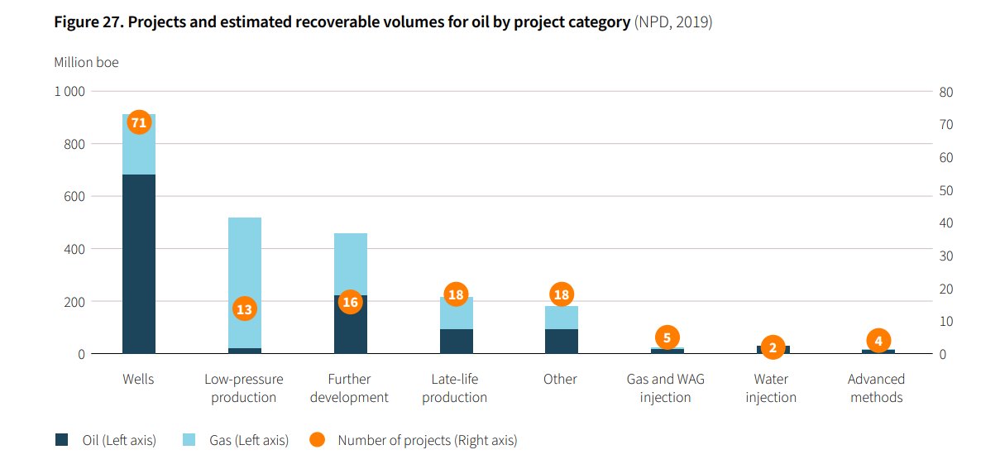 Figure 27. Projects and estimated recoverable volumes for oil by project category (NPD, 2019)
Million boe
1 000
80
70
800
60
600
50
40
400
30
200
20
10
0
0
71
13
16
18
18
5
2
4
Wells
Low-pressure
production
Further
development
Late-life
production
Other
Gas and WAG
injection
Water
injection
Advanced
methods
Oil (Left axis)
Gas (Left axis)
Number of projects (Right axis)